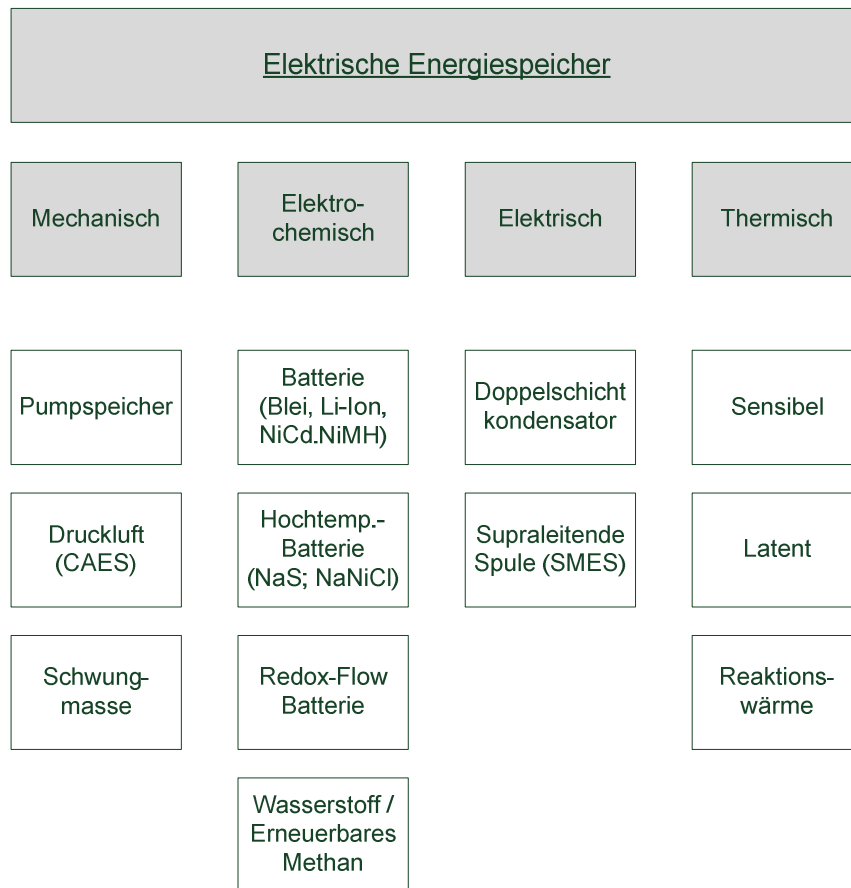 Elektrische Energiespeicher
Mechanisch
Elektro-
chemisch
Elektrisch
Thermisch
Pumpspeicher
Batterie
(Blei, Li-Ion,
NiCd.NiMH)
Doppelschicht
kondensator
Sensibel
Druckluft
(CAES)
Hochtemp.-
Batterie
(NaS; NaNiCl)
Supraleitende
Spule (SMES)
Latent
Schwung-
masse
Redox-Flow
Batterie
Reaktions-
wärme
Wasserstoff /
Erneuerbares
Methan